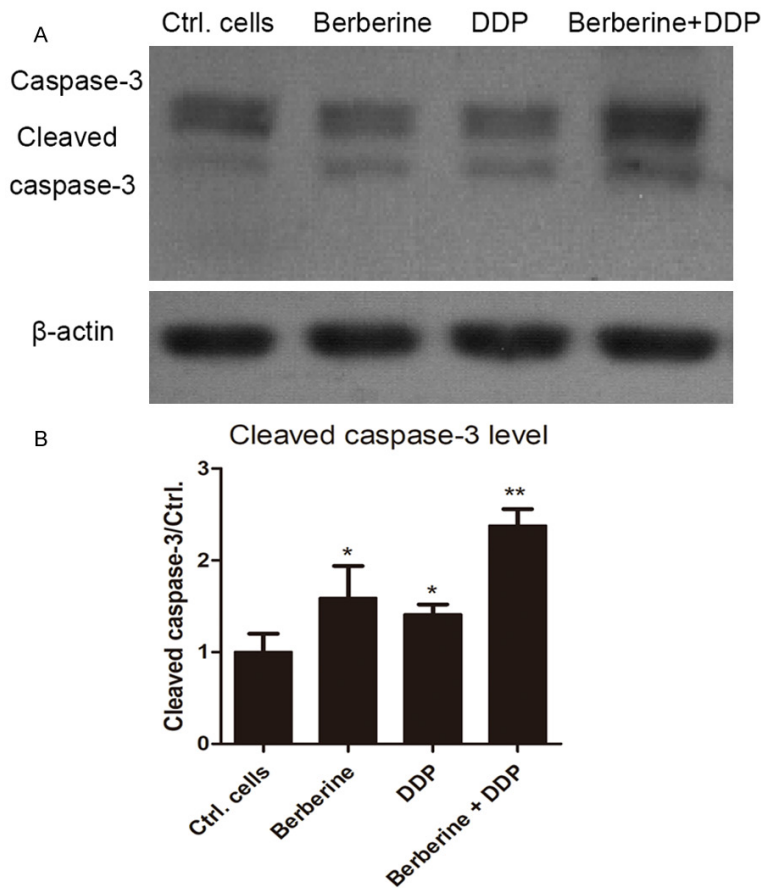 A
Ctrl. cells Berberine DDP Berberine+DDP
Caspase-3
Cleaved
caspase-3
β-actin
B
Cleaved caspase-3 level
Cleaved caspase-3/Ctrl.
3
2
1
0
*
*
**
Ctrl. cells
Berberine
DDP
Berberine + DDP